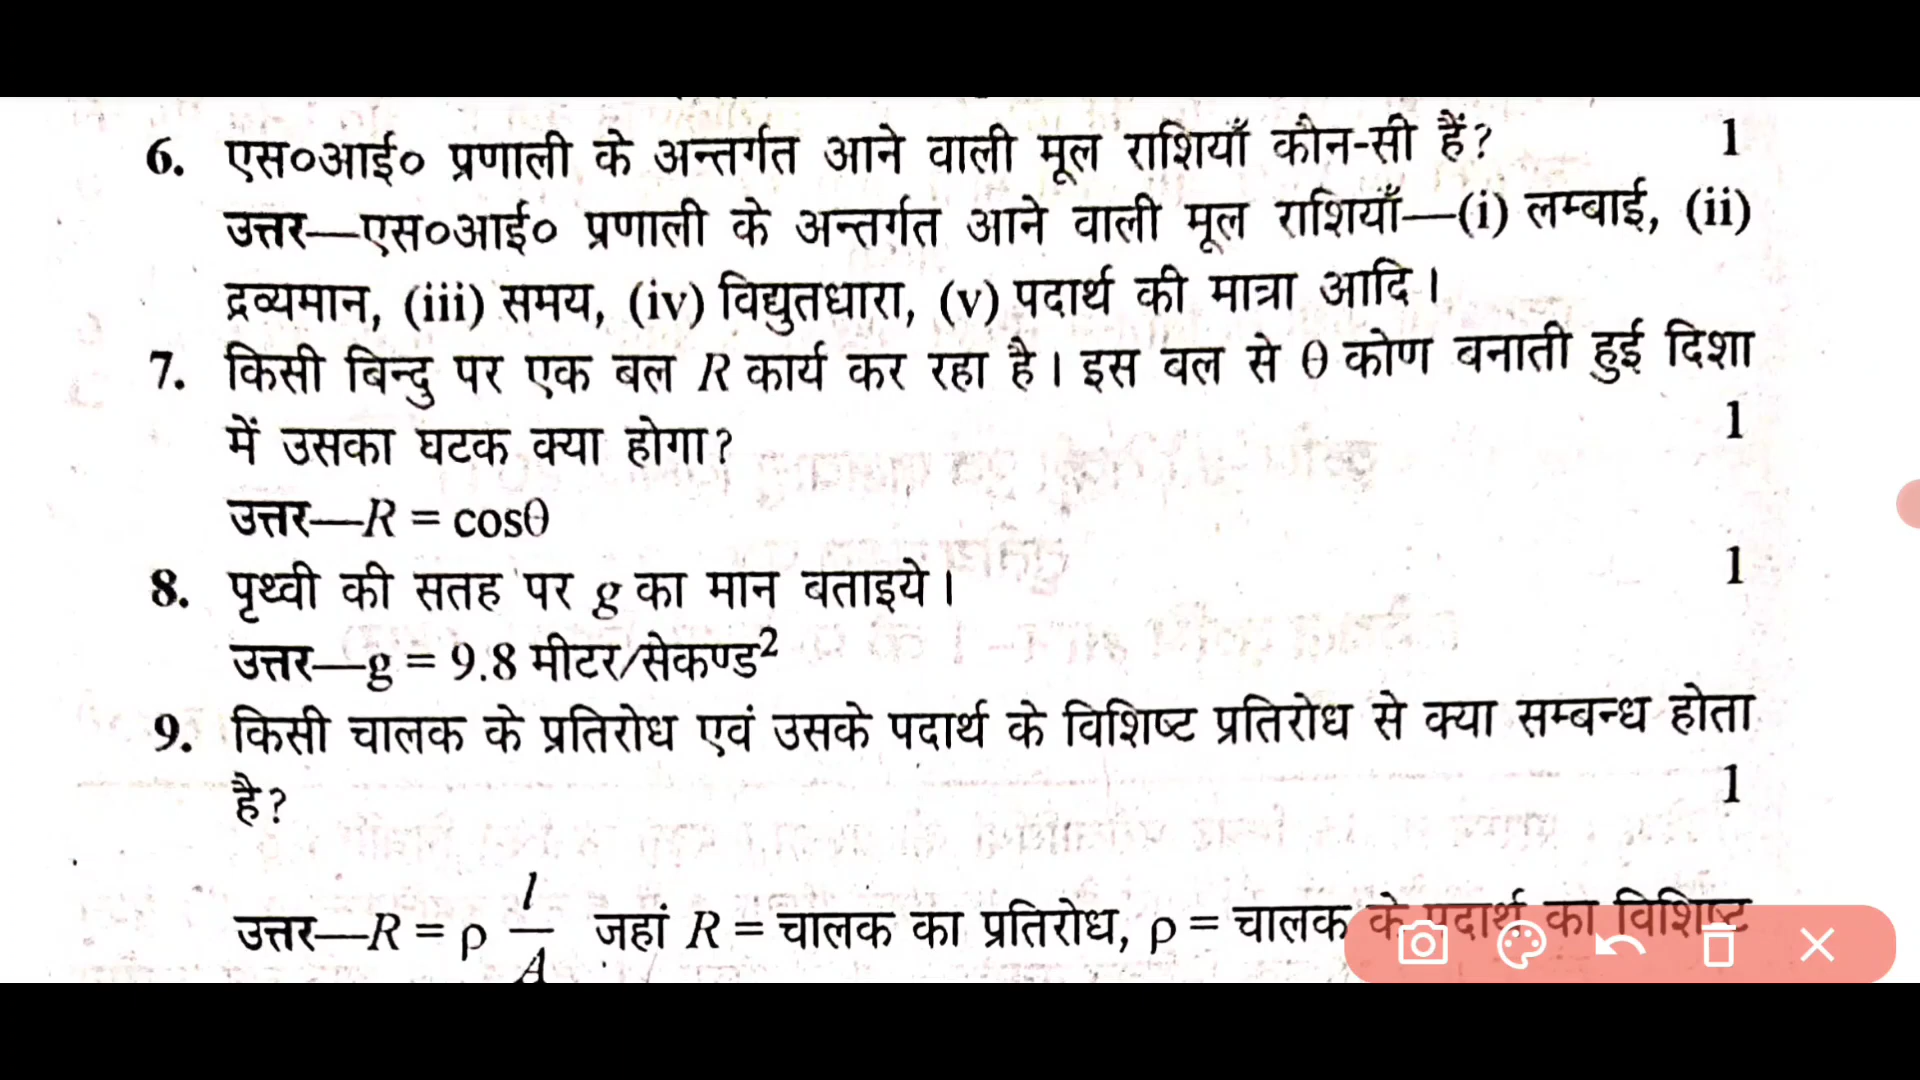 6. एस०आई० प्रणाली के अन्तर्गत आने वाली मूल राशियाँ कौन-सी हैं? 1
उत्तर—एस०आई० प्रणाली के अन्तर्गत आने वाली मूल राशियाँ—(i) लम्बाई, (ii)
द्रव्यमान, (iii) समय, (iv) विद्युतधारा, (v) पदार्थ की मात्रा आदि।
7. किसी बिन्दु पर एक बल R कार्य कर रहा है। इस वल से θ कोण बनाती हुई दिशा
में उसका घटक क्या होगा? 1
उत्तर—R = cosθ
8. पृथ्वी की सतह पर g का मान बताइये। 1
उत्तर—g = 9.8 मीटर/सेकण्ड²
9. किसी चालक के प्रतिरोध एवं उसके पदार्थ के विशिष्ट प्रतिरोध से क्या सम्बन्ध होता
है? 1
उत्तर—R = ρ l/A जहां R = चालक का प्रतिरोध, ρ = चालक के पदार्थ का विशिष्ट